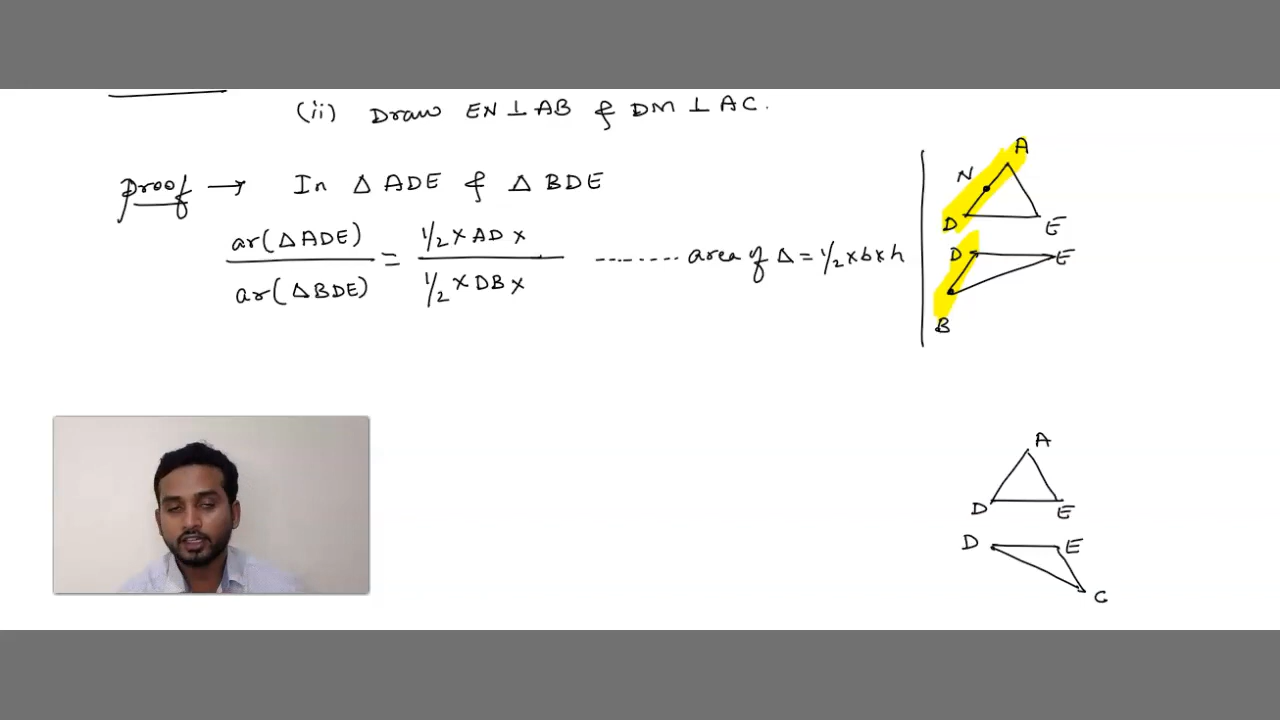 (ii) Draw EN ⊥ AB & DM ⊥ AC.
Proof → In △ ADE & △ BDE
ar(△ADE) / ar(△BDE) = 1/2 × AD × / 1/2 × DB × ........ area of △ = 1/2 × b × h
A
N
D E
D E
B
A
D E
D E
C